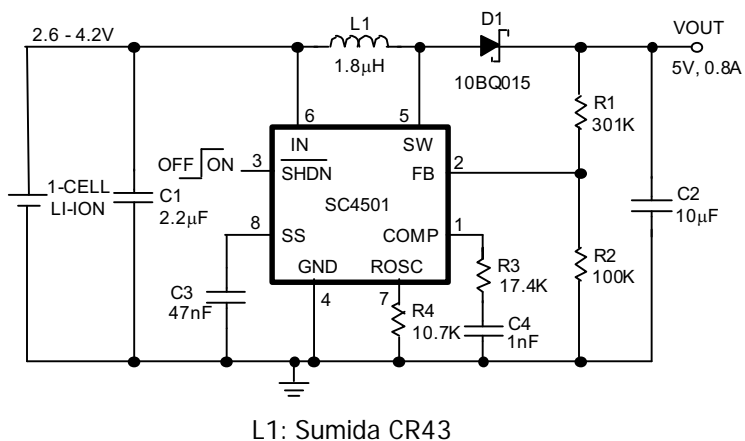 L1
D1
VOUT
2.6 - 4.2V
1.8µH
10BQ015
5V, 0.8A
6
5
R1
301K
IN
SW
OFF
ON
3
SHDN
FB
2
1-CELL
LI-ION
C1
2.2µF
SC4501
C2
10µF
8
SS
COMP
1
R2
100K
GND
ROSC
R3
17.4K
C3
47nF
4
7
R4
10.7K
C4
1nF
L1: Sumida CR43